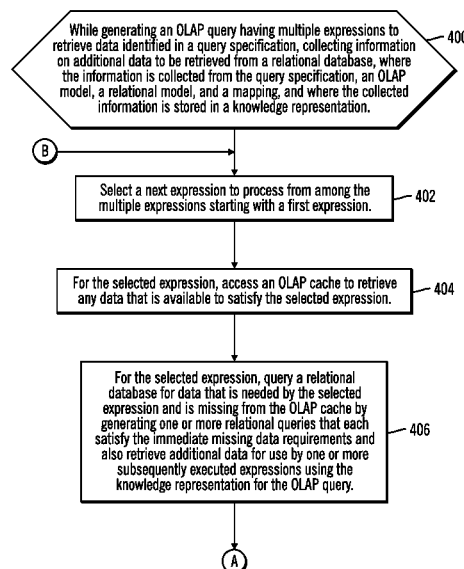 While generating an OLAP query having multiple expressions to
retrieve data identified in a query specification, collecting information
on additional data to be retrieved from a relational database, where
the information is collected from the query specification, an OLAP
model, a relational model, and a mapping, and where the collected
information is stored in a knowledge representation.
400
B
Select a next expression to process from among the
multiple expressions starting with a first expression.
402
For the selected expression, access an OLAP cache to retrieve
any data that is available to satisfy the selected expression.
404
For the selected expression, query a relational
database for data that is needed by the selected
expression and is missing from the OLAP cache by
generating one or more relational queries that each
satisfy the immediate missing data requirements and
also retrieve additional data for use by one or more
subsequently executed expressions using the
knowledge representation for the OLAP query.
406
A